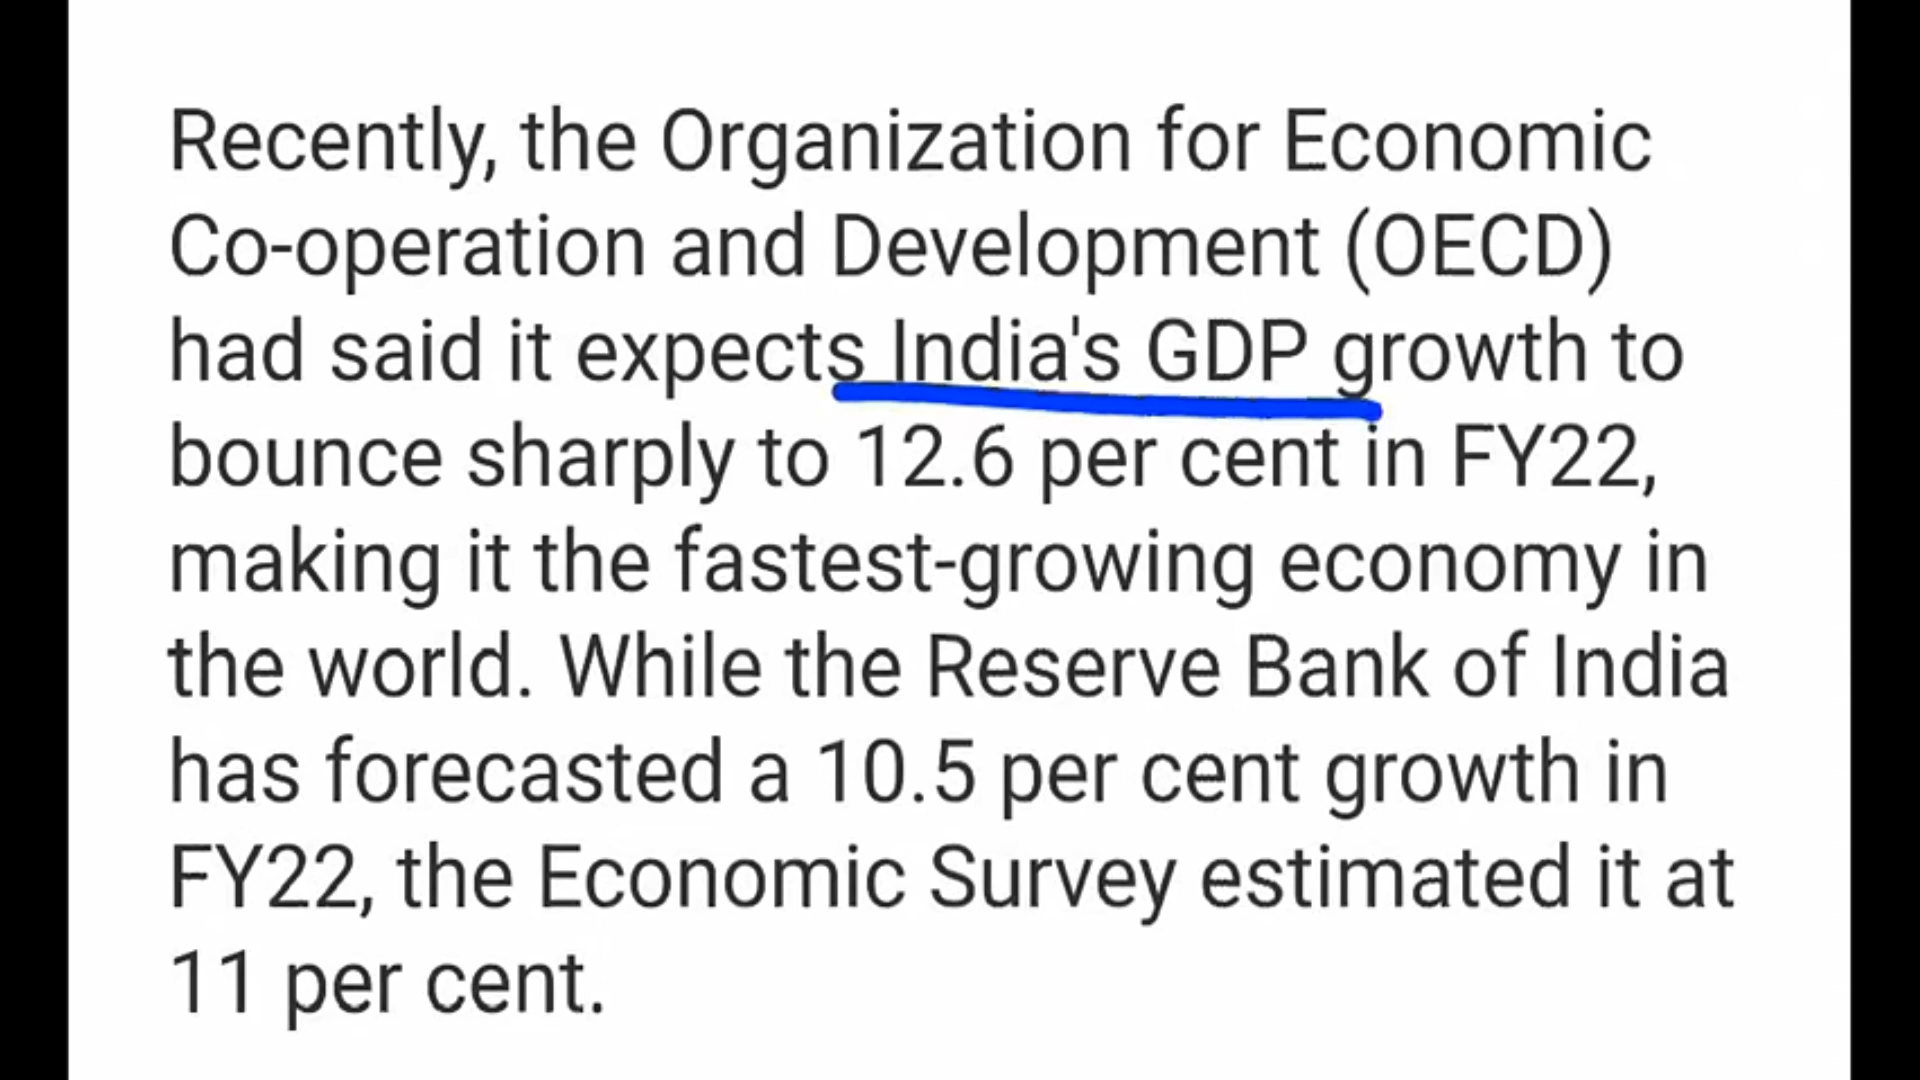 Recently, the Organization for Economic
Co-operation and Development (OECD)
had said it expects India's GDP growth to
bounce sharply to 12.6 per cent in FY22,
making it the fastest-growing economy in
the world. While the Reserve Bank of India
has forecasted a 10.5 per cent growth in
FY22, the Economic Survey estimated it at
11 per cent.